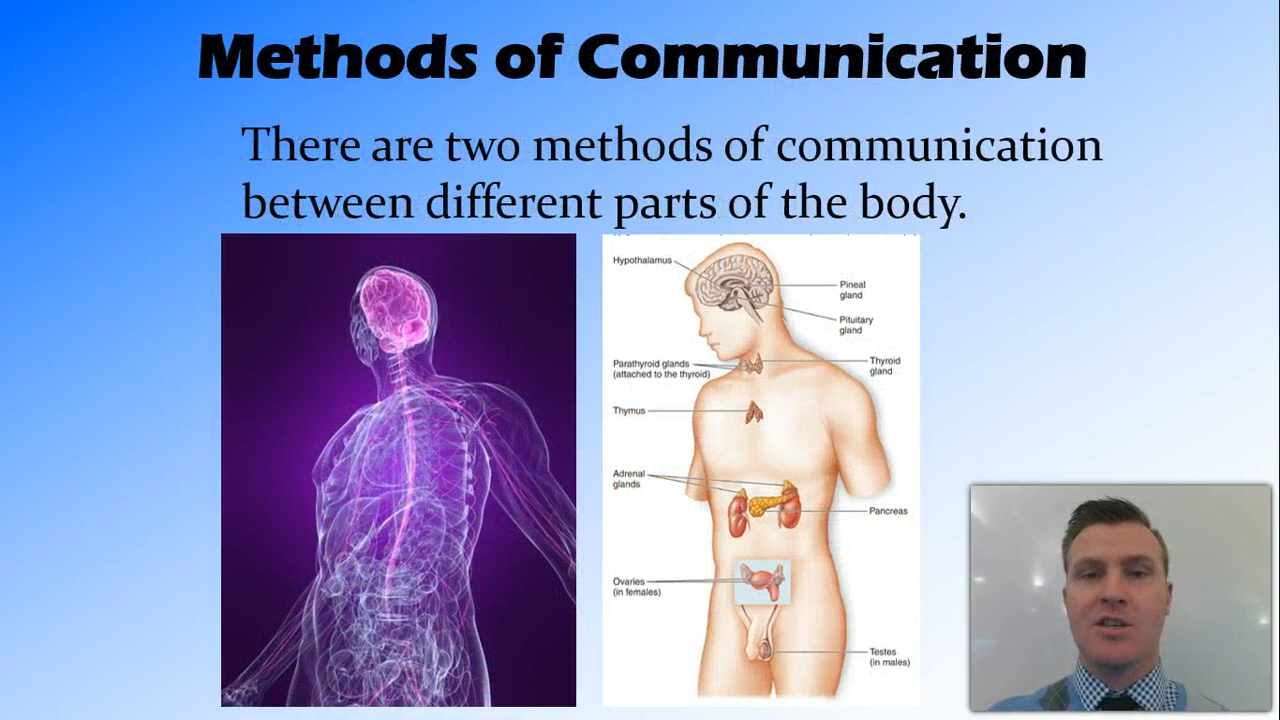 Methods of Communication
There are two methods of communication
between different parts of the body.
Hypothalamus
Pineal
gland
Pituitary
gland
Parathyroid glands
(attached to the thyroid)
Thyroid
gland
Thymus
Adrenal
glands
Pancreas
Ovaries
(in females)
Testes
(in males)